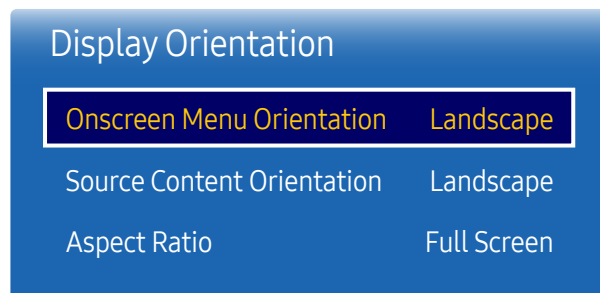 Display Orientation
Onscreen Menu Orientation Landscape
Source Content Orientation Landscape
Aspect Ratio Full Screen